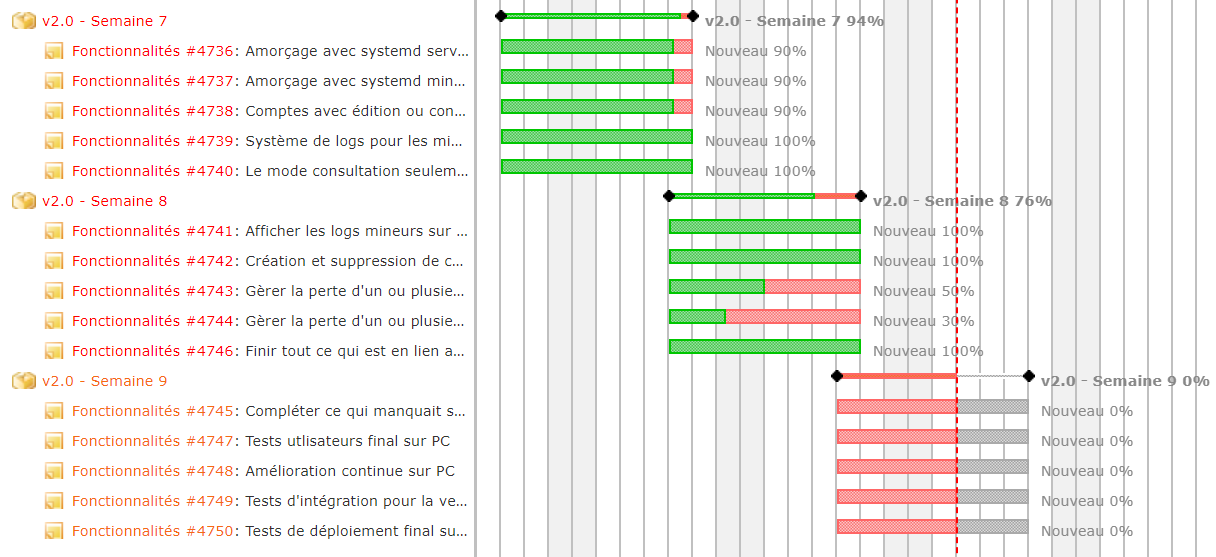 v2.0 - Semaine 7 v2.0 - Semaine 7 94%
Fonctionnalités #4736: Amorçage avec systemd serv... Nouveau 90%
Fonctionnalités #4737: Amorçage avec systemd min... Nouveau 90%
Fonctionnalités #4738: Comptes avec édition ou con... Nouveau 90%
Fonctionnalités #4739: Système de logs pour les mi... Nouveau 100%
Fonctionnalités #4740: Le mode consultation seulem... Nouveau 100%
v2.0 - Semaine 8 v2.0 - Semaine 8 76%
Fonctionnalités #4741: Afficher les logs mineurs sur ... Nouveau 100%
Fonctionnalités #4742: Création et suppression de c... Nouveau 100%
Fonctionnalités #4743: Gèrer la perte d'un ou plusie... Nouveau 50%
Fonctionnalités #4744: Gèrer la perte d'un ou plusie... Nouveau 30%
Fonctionnalités #4746: Finir tout ce qui est en lien a... Nouveau 100%
v2.0 - Semaine 9 v2.0 - Semaine 9 0%
Fonctionnalités #4745: Compléter ce qui manquait s... Nouveau 0%
Fonctionnalités #4747: Tests utlisateurs final sur PC Nouveau 0%
Fonctionnalités #4748: Amélioration continue sur PC Nouveau 0%
Fonctionnalités #4749: Tests d'intégration pour la ve... Nouveau 0%
Fonctionnalités #4750: Tests de déploiement final su... Nouveau 0%